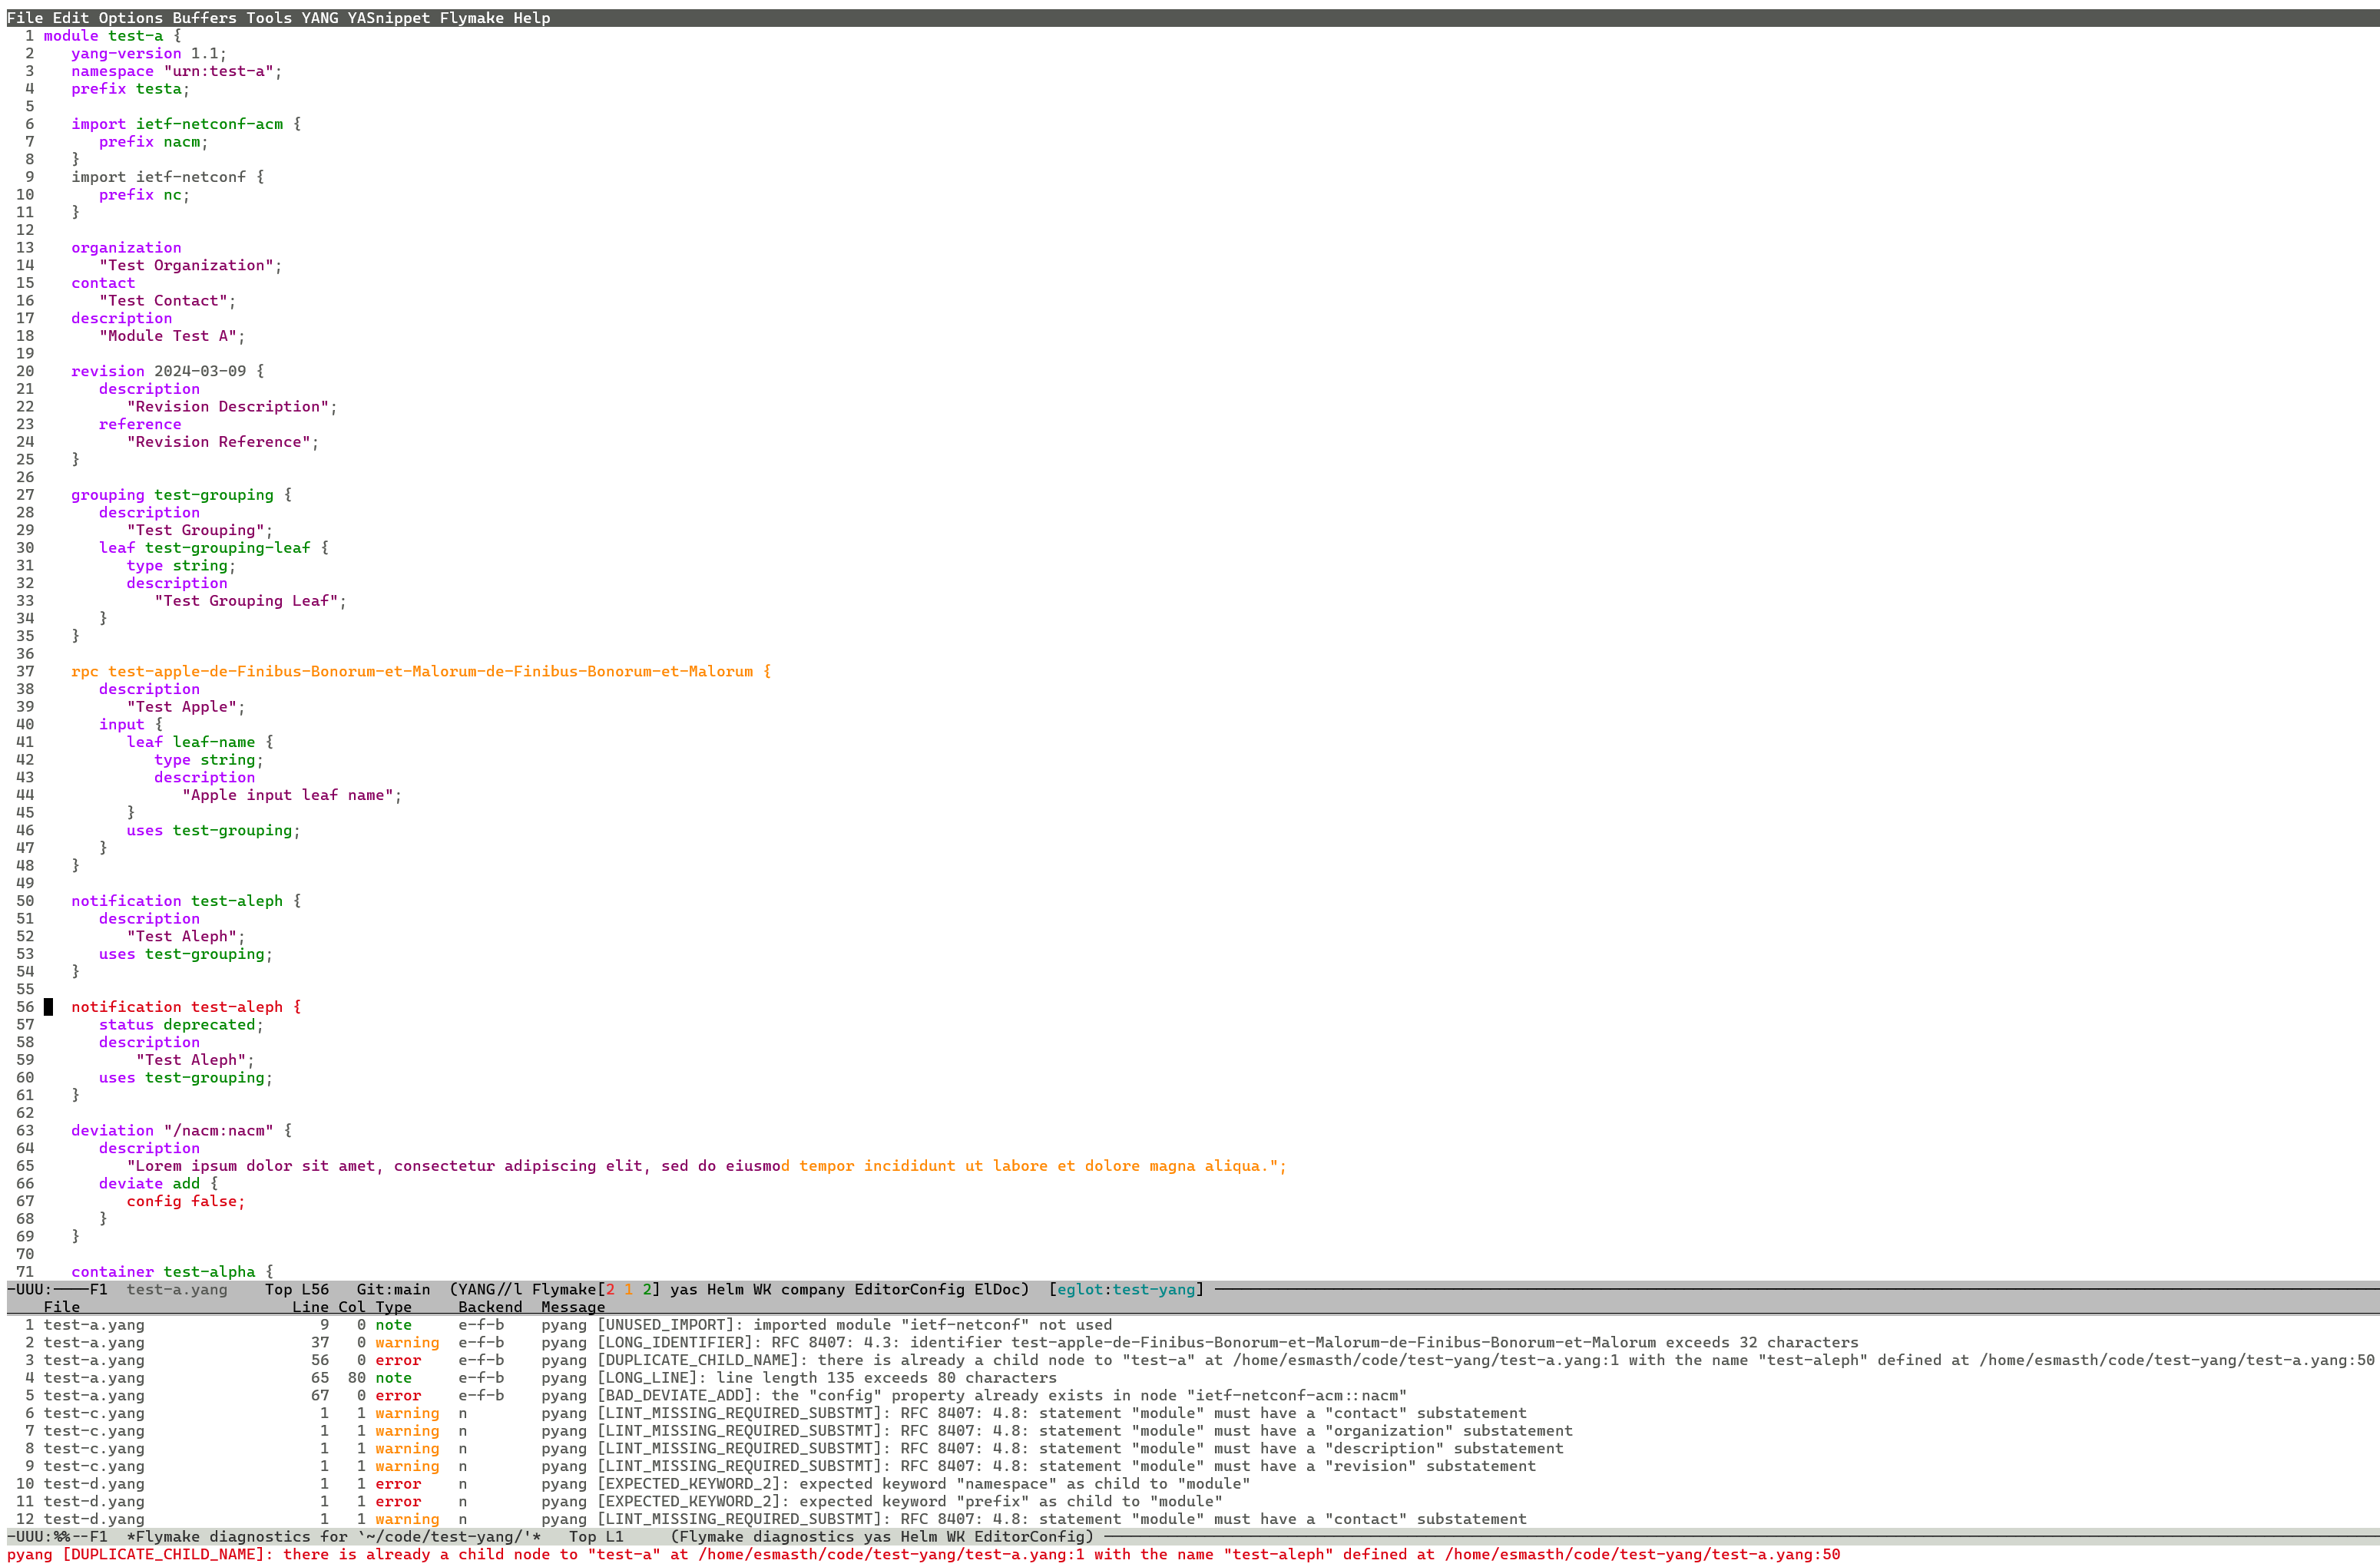 File Edit Options Buffers Tools YANG YASnippet Flymake Help
1 module test-a {
2    yang-version 1.1;
3    namespace "urn:test-a";
4    prefix testa;
5
6    import ietf-netconf-acm {
7       prefix nacm;
8    }
9    import ietf-netconf {
10       prefix nc;
11    }
12
13    organization
14       "Test Organization";
15    contact
16       "Test Contact";
17    description
18       "Module Test A";
19
20    revision 2024-03-09 {
21       description
22          "Revision Description";
23       reference
24          "Revision Reference";
25    }
26
27    grouping test-grouping {
28       description
29          "Test Grouping";
30       leaf test-grouping-leaf {
31          type string;
32          description
33             "Test Grouping Leaf";
34       }
35    }
36
37    rpc test-apple-de-Finibus-Bonorum-et-Malorum-de-Finibus-Bonorum-et-Malorum {
38       description
39          "Test Apple";
40       input {
41          leaf leaf-name {
42             type string;
43             description
44                "Apple input leaf name";
45          }
46          uses test-grouping;
47       }
48    }
49
50    notification test-aleph {
51       description
52          "Test Aleph";
53       uses test-grouping;
54    }
55
56    notification test-aleph {
57       status deprecated;
58       description
59           "Test Aleph";
60       uses test-grouping;
61    }
62
63    deviation "/nacm:nacm" {
64       description
65          "Lorem ipsum dolor sit amet, consectetur adipiscing elit, sed do eiusmod tempor incididunt ut labore et dolore magna aliqua.";
66       deviate add {
67          config false;
68       }
69    }
70
71    container test-alpha {
-UUU:----F1  test-a.yang    Top L56   Git:main  (YANG//l Flymake[2 1 2] yas Helm WK company EditorConfig ElDoc)  [eglot:test-yang]
File Line Col Type Backend Message
1 test-a.yang 9 0 note e-f-b pyang [UNUSED_IMPORT]: imported module "ietf-netconf" not used
2 test-a.yang 37 0 warning e-f-b pyang [LONG_IDENTIFIER]: RFC 8407: 4.3: identifier test-apple-de-Finibus-Bonorum-et-Malorum-de-Finibus-Bonorum-et-Malorum exceeds 32 characters
3 test-a.yang 56 0 error e-f-b pyang [DUPLICATE_CHILD_NAME]: there is already a child node to "test-a" at /home/esmasth/code/test-yang/test-a.yang:1 with the name "test-aleph" defined at /home/esmasth/code/test-yang/test-a.yang:50
4 test-a.yang 65 80 note e-f-b pyang [LONG_LINE]: line length 135 exceeds 80 characters
5 test-a.yang 67 0 error e-f-b pyang [BAD_DEVIATE_ADD]: the "config" property already exists in node "ietf-netconf-acm::nacm"
6 test-c.yang 1 1 warning n pyang [LINT_MISSING_REQUIRED_SUBSTMT]: RFC 8407: 4.8: statement "module" must have a "contact" substatement
7 test-c.yang 1 1 warning n pyang [LINT_MISSING_REQUIRED_SUBSTMT]: RFC 8407: 4.8: statement "module" must have a "organization" substatement
8 test-c.yang 1 1 warning n pyang [LINT_MISSING_REQUIRED_SUBSTMT]: RFC 8407: 4.8: statement "module" must have a "description" substatement
9 test-c.yang 1 1 warning n pyang [LINT_MISSING_REQUIRED_SUBSTMT]: RFC 8407: 4.8: statement "module" must have a "revision" substatement
10 test-d.yang 1 1 error n pyang [EXPECTED_KEYWORD_2]: expected keyword "namespace" as child to "module"
11 test-d.yang 1 1 error n pyang [EXPECTED_KEYWORD_2]: expected keyword "prefix" as child to "module"
12 test-d.yang 1 1 warning n pyang [LINT_MISSING_REQUIRED_SUBSTMT]: RFC 8407: 4.8: statement "module" must have a "contact" substatement
-UUU:%%--F1  *Flymake diagnostics for `~/code/test-yang/'*   Top L1     (Flymake diagnostics yas Helm WK EditorConfig)
pyang [DUPLICATE_CHILD_NAME]: there is already a child node to "test-a" at /home/esmasth/code/test-yang/test-a.yang:1 with the name "test-aleph" defined at /home/esmasth/code/test-yang/test-a.yang:50